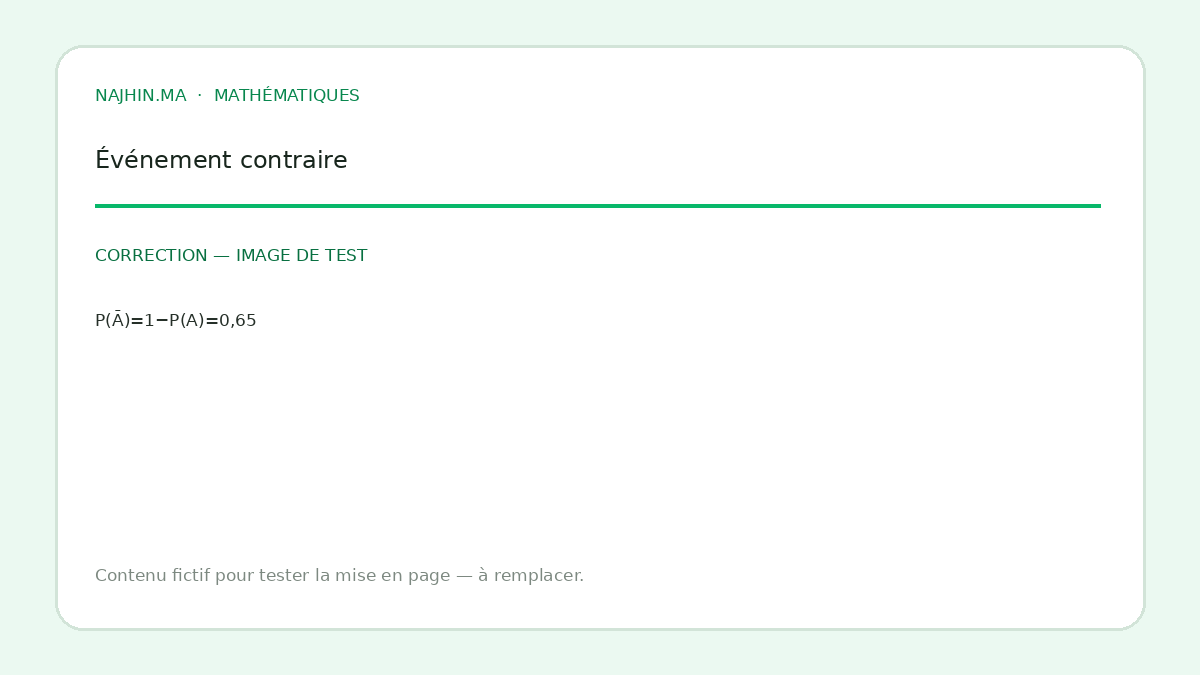 NAJHIN.MA · MATHÉMATIQUES
Événement contraire
CORRECTION — IMAGE DE TEST
P(Ā)=1−P(A)=0,65
Contenu fictif pour tester la mise en page — à remplacer.